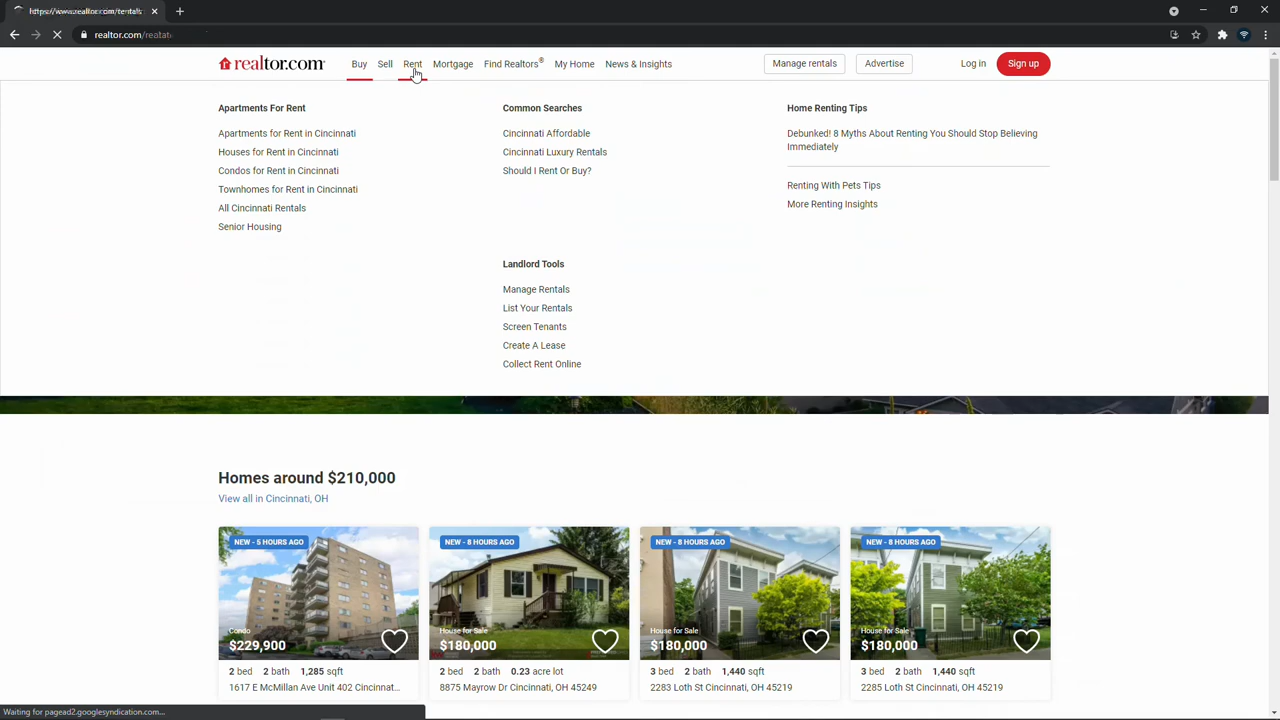 https://www.realtor.com/rentals
realtor.com/
realtor.com
Buy Sell Rent Mortgage Find Realtors® My Home News & Insights Manage rentals Advertise Log in Sign up
Apartments For Rent
Apartments for Rent in Cincinnati
Houses for Rent in Cincinnati
Condos for Rent in Cincinnati
Townhomes for Rent in Cincinnati
All Cincinnati Rentals
Senior Housing
Common Searches
Cincinnati Affordable
Cincinnati Luxury Rentals
Should I Rent Or Buy?
Landlord Tools
Manage Rentals
List Your Rentals
Screen Tenants
Create A Lease
Collect Rent Online
Home Renting Tips
Debunked! 8 Myths About Renting You Should Stop Believing
Immediately
Renting With Pets Tips
More Renting Insights
Homes around $210,000
View all in Cincinnati, OH
NEW - 5 HOURS AGO
Condo
$229,900
2 bed 2 bath 1,285 sqft
1617 E McMillan Ave Unit 402 Cincinnat...
NEW - 8 HOURS AGO
House for Sale
$180,000
2 bed 2 bath 0.23 acre lot
8875 Mayrow Dr Cincinnati, OH 45249
NEW - 8 HOURS AGO
House for Sale
$180,000
3 bed 2 bath 1,440 sqft
2283 Loth St Cincinnati, OH 45219
NEW - 8 HOURS AGO
House for Sale
$180,000
3 bed 2 bath 1,440 sqft
2285 Loth St Cincinnati, OH 45219
Waiting for pagead2.googlesyndication.com...